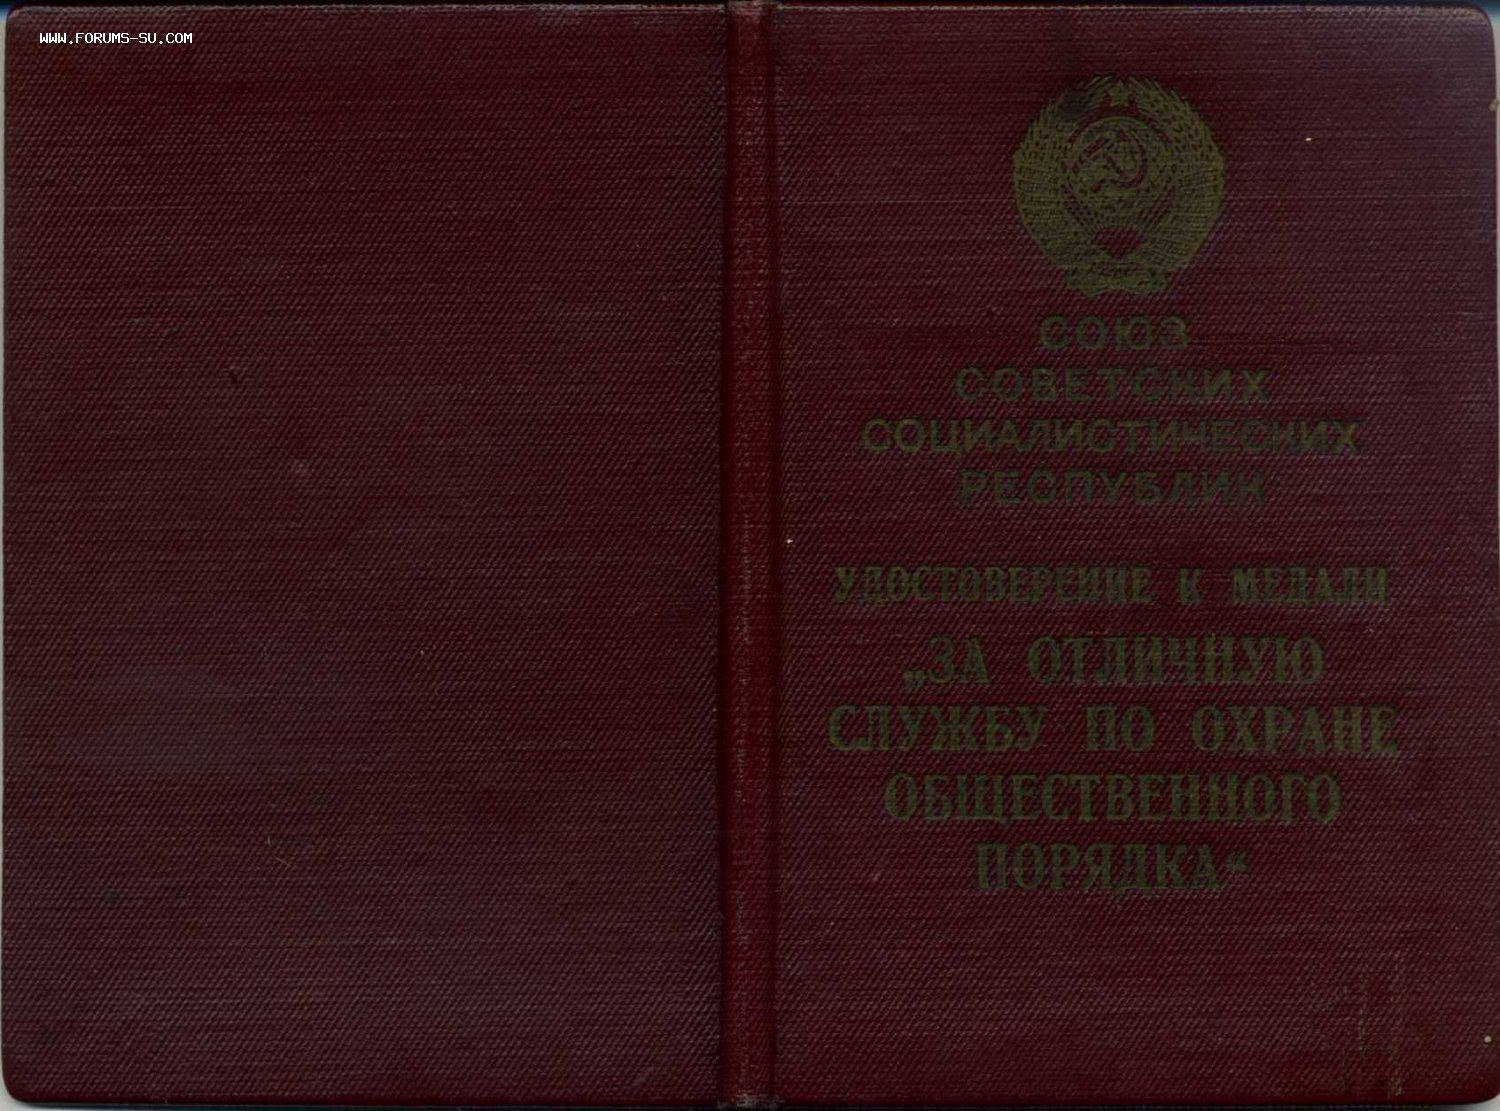 WWW.FORUMS-SU.COM
СОЮЗ
СОВЕТСКИХ
СОЦИАЛИСТИЧЕСКИХ
РЕСПУБЛИК
УДОСТОВЕРЕНИЕ К МЕДАЛИ
„ЗА ОТЛИЧНУЮ
СЛУЖБУ ПО ОХРАНЕ
ОБЩЕСТВЕННОГО
ПОРЯДКА“